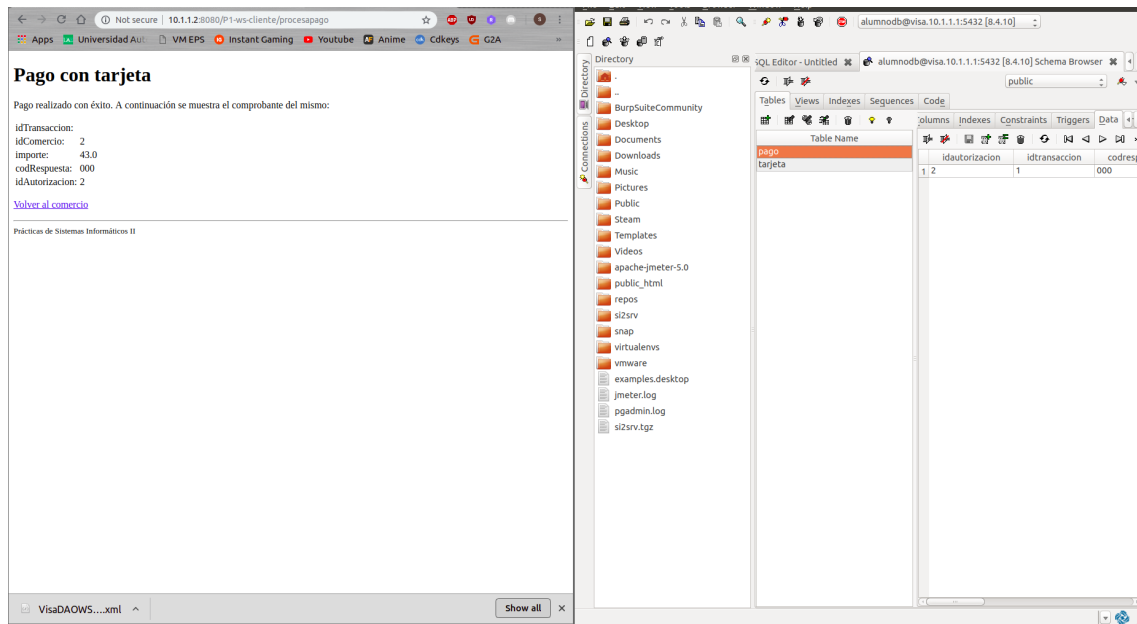 Not secure | 10.1.1.2:8080/P1-ws-cliente/procesapago
Apps Universidad Aut VM EPS Instant Gaming Youtube Anime Cdkeys G2A »
Pago con tarjeta
Pago realizado con éxito. A continuación se muestra el comprobante del mismo:
idTransaccion:
idComercio: 2
importe: 43.0
codRespuesta: 000
idAutorizacion: 2
Volver al comercio
Prácticas de Sistemas Informáticos II
VisaDAOWS....xml
Show all
alumnodb@visa.10.1.1.1:5432 [8.4.10]
Directory
Connections
Directory
.
..
BurpSuiteCommunity
Desktop
Documents
Downloads
Music
Pictures
Public
Steam
Templates
Videos
apache-jmeter-5.0
public_html
repos
si2srv
snap
virtualenvs
vmware
examples.desktop
jmeter.log
pgadmin.log
si2srv.tgz
SQL Editor - Untitled alumnodb@visa.10.1.1.1:5432 [8.4.10] Schema Browser
public
Tables Views Indexes Sequences Code
Table Name
pago
tarjeta
olumns Indexes Constraints Triggers Data
idautorizacion idtransaccion codresp
1 2 1 000